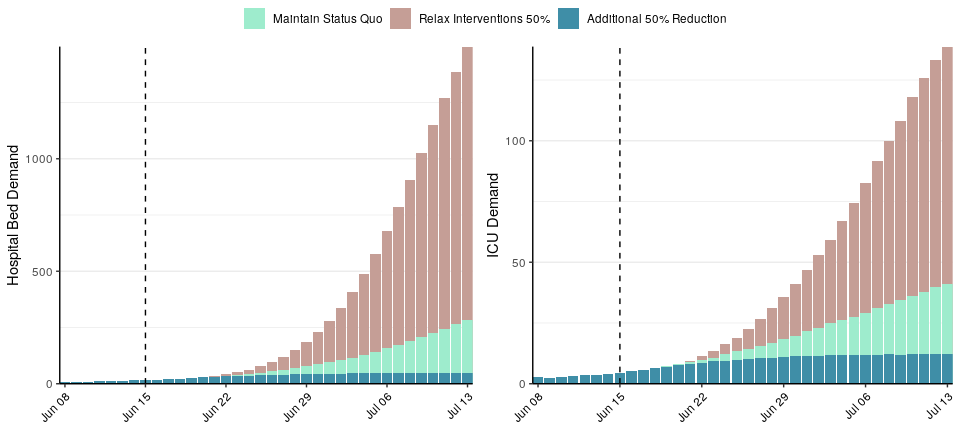 Maintain Status Quo Relax Interventions 50% Additional 50% Reduction
Hospital Bed Demand
1000
500
0
Jun 08 Jun 15 Jun 22 Jun 29 Jul 06 Jul 13
ICU Demand
100
50
0
Jun 08 Jun 15 Jun 22 Jun 29 Jul 06 Jul 13